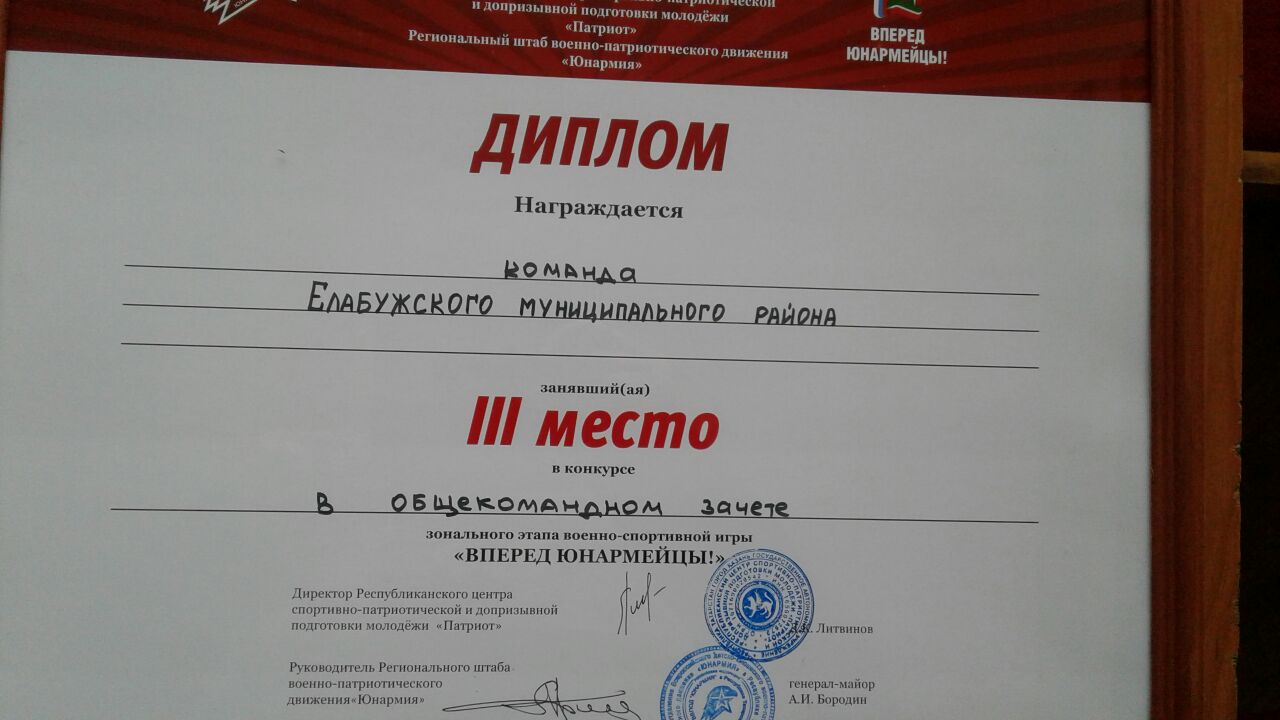 и допризывной подготовки молодёжи
«Патриот»
Региональный штаб военно-патриотического движения
«Юнармия»
ВПЕРЕД
ЮНАРМЕЙЦЫ!
ДИПЛОМ
Награждается
команда
Елабужского муниципального района
занявший(ая)
III место
в конкурсе
в общекомандном зачете
зонального этапа военно-спортивной игры
«ВПЕРЕД ЮНАРМЕЙЦЫ!»
Директор Республиканского центра
спортивно-патриотической и допризывной
подготовки молодёжи «Патриот»
Литвинов
Руководитель Регионального штаба
военно-патриотического
движения«Юнармия»
генерал-майор
А.И. Бородин